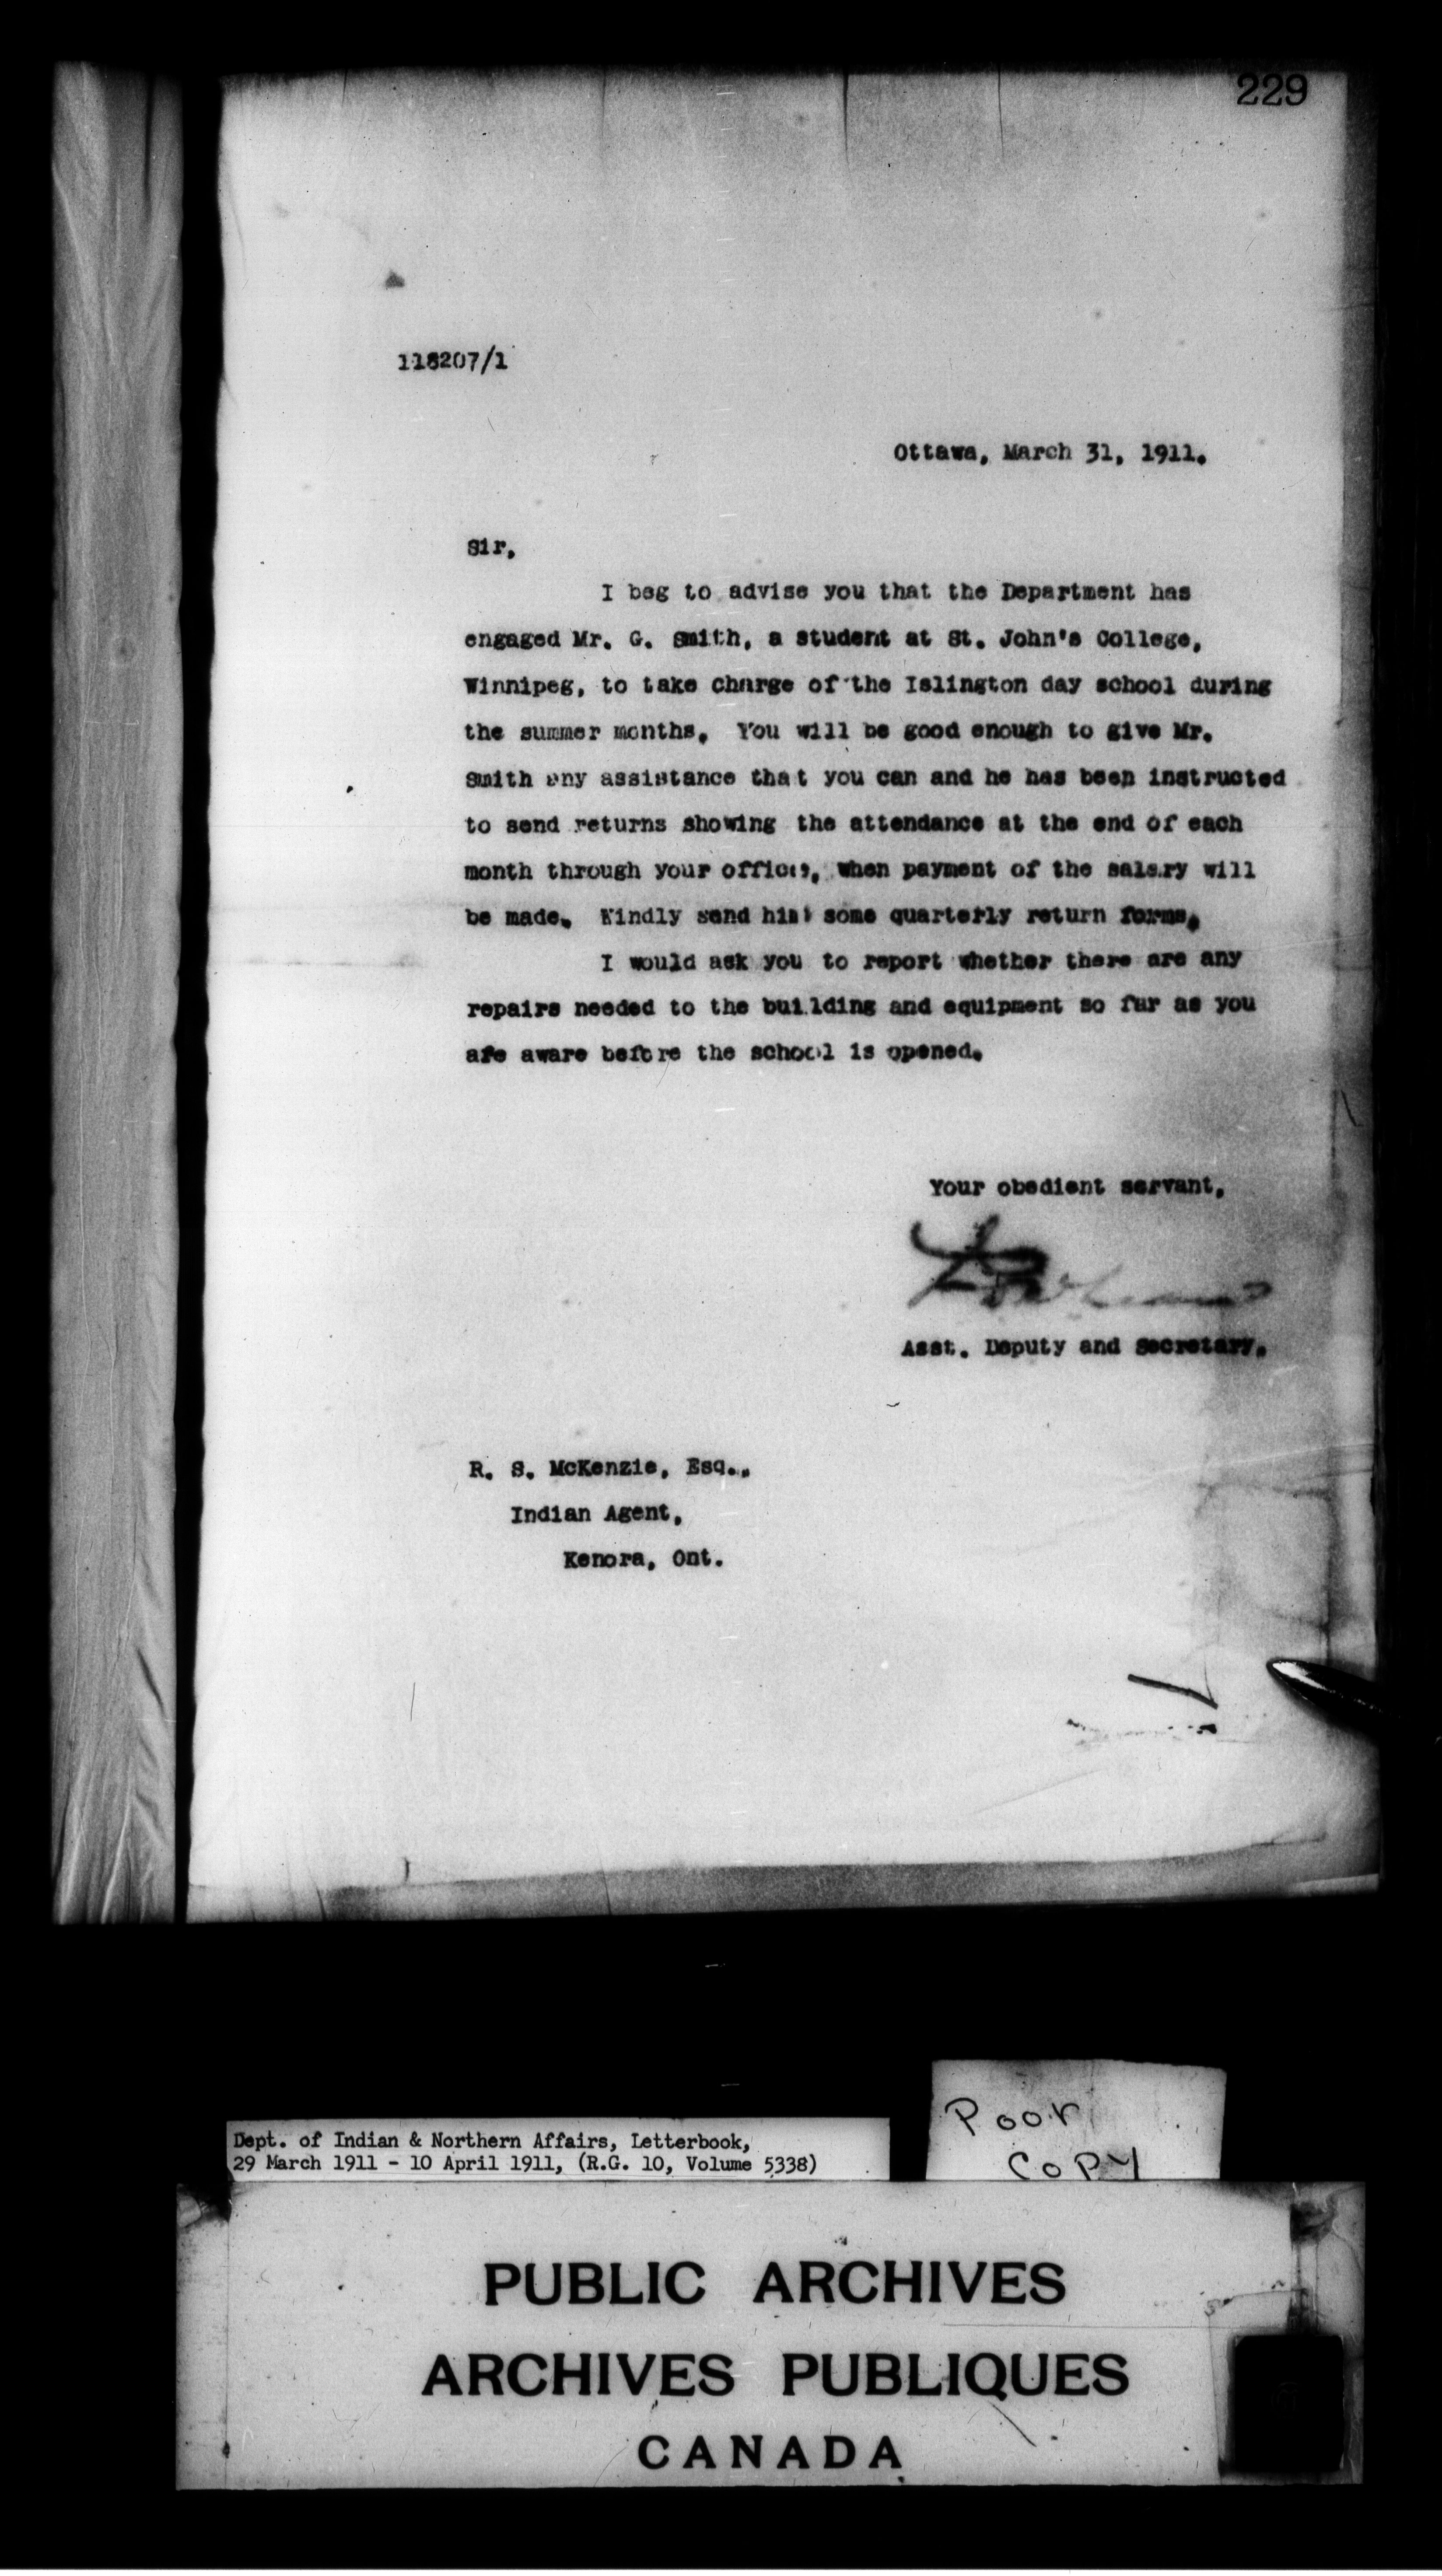 229
118207/1
Ottawa, March 31, 1911.
Sir,
I beg to advise you that the Department has
engaged Mr. G. Smith, a student at St. John's College,
Winnipeg, to take charge of the Islington day school during
the summer months. You will be good enough to give Mr.
Smith any assistance that you can and he has been instructed
to send returns showing the attendance at the end of each
month through your office, when payment of the salary will
be made. Kindly send him some quarterly return forms.
I would ask you to report whether there are any
repairs needed to the building and equipment so far as you
are aware before the school is opened.
Your obedient servant,
Asst. Deputy and Secretary.
R. S. McKenzie, Esq.,
Indian Agent,
Kenora, Ont.
Dept. of Indian & Northern Affairs, Letterbook,
29 March 1911 - 10 April 1911, (R.G. 10, Volume 5338)
Poor
Copy
PUBLIC ARCHIVES
ARCHIVES PUBLIQUES
CANADA